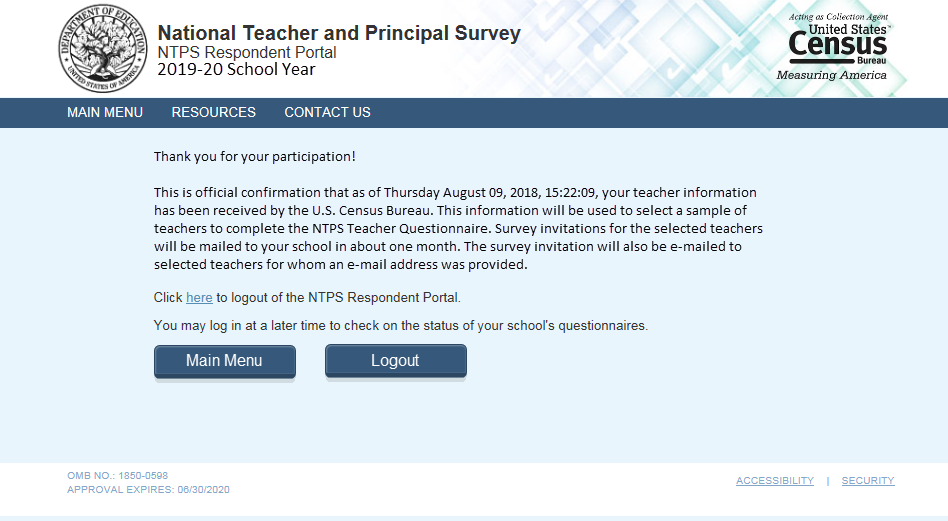 DEPARTMENT OF EDUCATION
UNITED STATES OF AMERICA
National Teacher and Principal Survey
NTPS Respondent Portal
2019-20 School Year
Acting as Collection Agent
United States™
Census
Bureau
Measuring America
MAIN MENU RESOURCES CONTACT US
Thank you for your participation!
This is official confirmation that as of Thursday August 09, 2018, 15:22:09, your teacher information
has been received by the U.S. Census Bureau. This information will be used to select a sample of
teachers to complete the NTPS Teacher Questionnaire. Survey invitations for the selected teachers
will be mailed to your school in about one month. The survey invitation will also be e-mailed to
selected teachers for whom an e-mail address was provided.
Click here to logout of the NTPS Respondent Portal.
You may log in at a later time to check on the status of your school's questionnaires.
Main Menu Logout
OMB NO.: 1850-0598
APPROVAL EXPIRES: 06/30/2020
ACCESSIBILITY | SECURITY